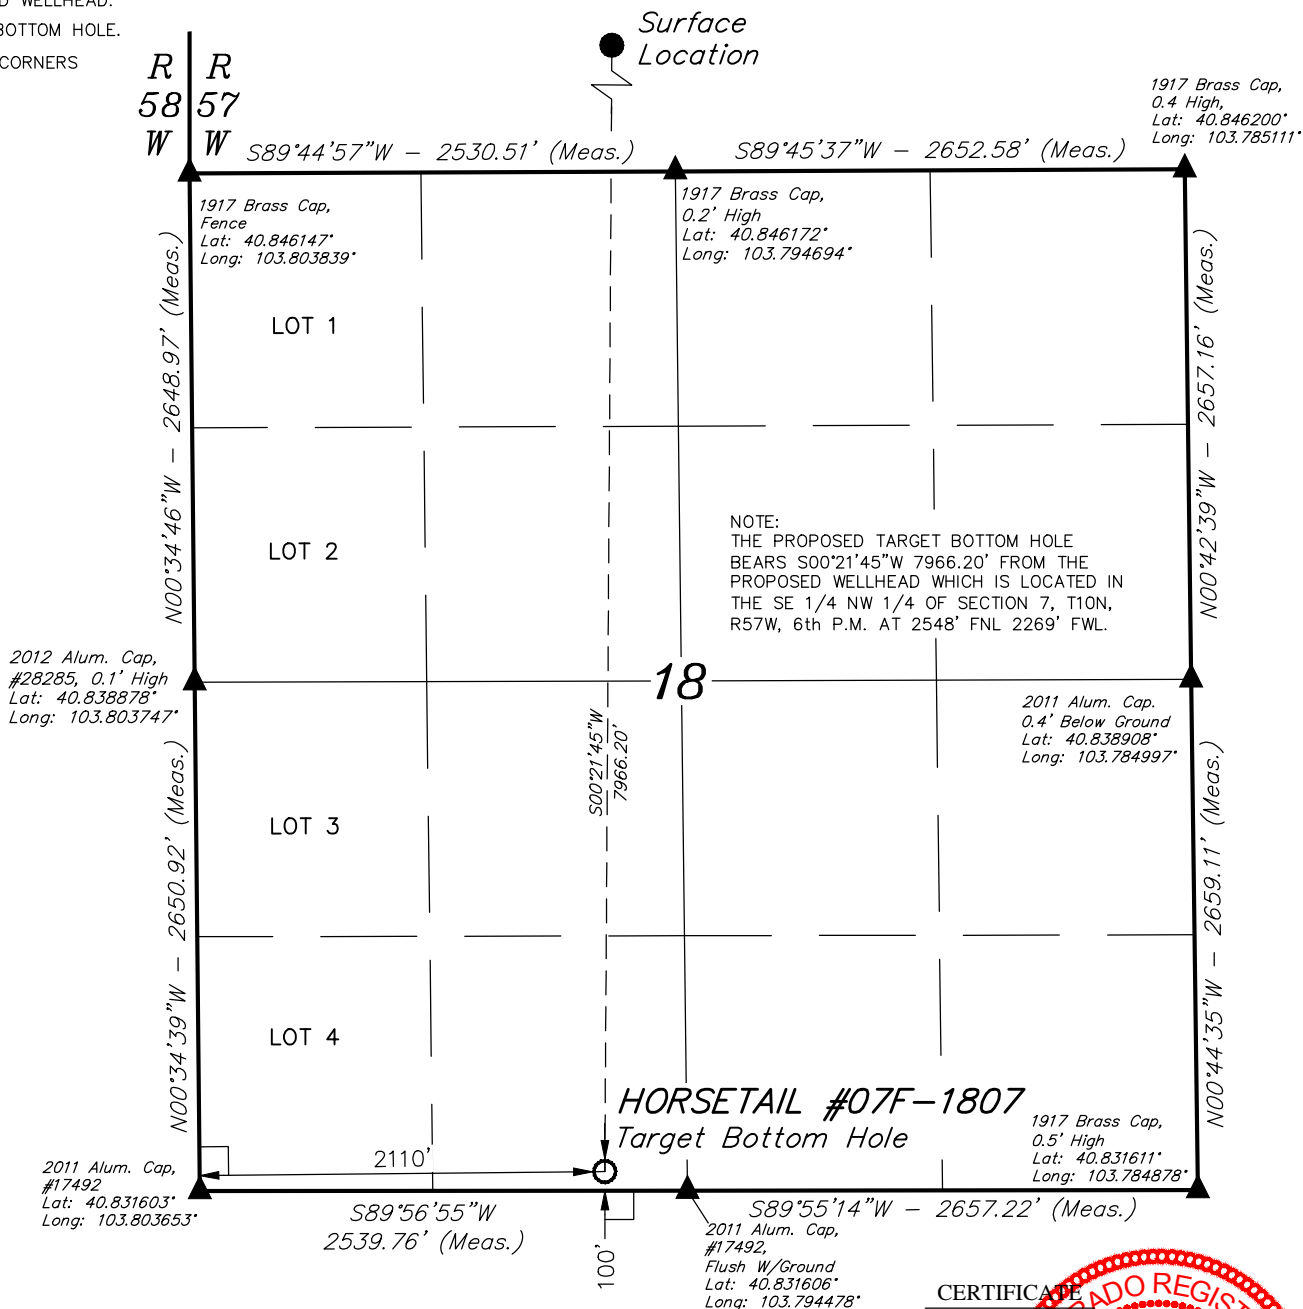 D WELLHEAD.
BOTTOM HOLE.
CORNERS
R R
58 57
W W
Surface
Location
1917 Brass Cap,
0.4 High,
Lat: 40.846200°
Long: 103.785111°
S89°44'57"W – 2530.51' (Meas.)
S89°45'37"W – 2652.58' (Meas.)
1917 Brass Cap,
Fence
Lat: 40.846147°
Long: 103.803839°
1917 Brass Cap,
0.2' High
Lat: 40.846172°
Long: 103.794694°
N00°34'46"W – 2648.97' (Meas.)
N00°42'39"W – 2657.16' (Meas.)
LOT 1
LOT 2
NOTE:
THE PROPOSED TARGET BOTTOM HOLE
BEARS S00°21'45"W 7966.20' FROM THE
PROPOSED WELLHEAD WHICH IS LOCATED IN
THE SE 1/4 NW 1/4 OF SECTION 7, T10N,
R57W, 6th P.M. AT 2548' FNL 2269' FWL.
2012 Alum. Cap,
#28285, 0.1' High
Lat: 40.838878°
Long: 103.803747°
18
2011 Alum. Cap.
0.4' Below Ground
Lat: 40.838908°
Long: 103.784997°
S00°21'45"W
7966.20'
N00°34'39"W – 2650.92' (Meas.)
N00°44'35"W – 2659.11' (Meas.)
LOT 3
LOT 4
HORSETAIL #07F–1807
Target Bottom Hole
1917 Brass Cap,
0.5' High
Lat: 40.831611°
Long: 103.784878°
2110'
2011 Alum. Cap,
#17492
Lat: 40.831603°
Long: 103.803653°
S89°56'55"W
2539.76' (Meas.)
S89°55'14"W – 2657.22' (Meas.)
100'
2011 Alum. Cap,
#17492,
Flush W/Ground
Lat: 40.831606°
Long: 103.794478°
CERTIFICATE
ADO REGIST